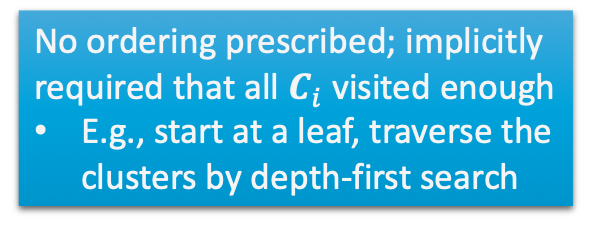 No ordering prescribed; implicitly
required that all C_i visited enough
• E.g., start at a leaf, traverse the
clusters by depth-first search